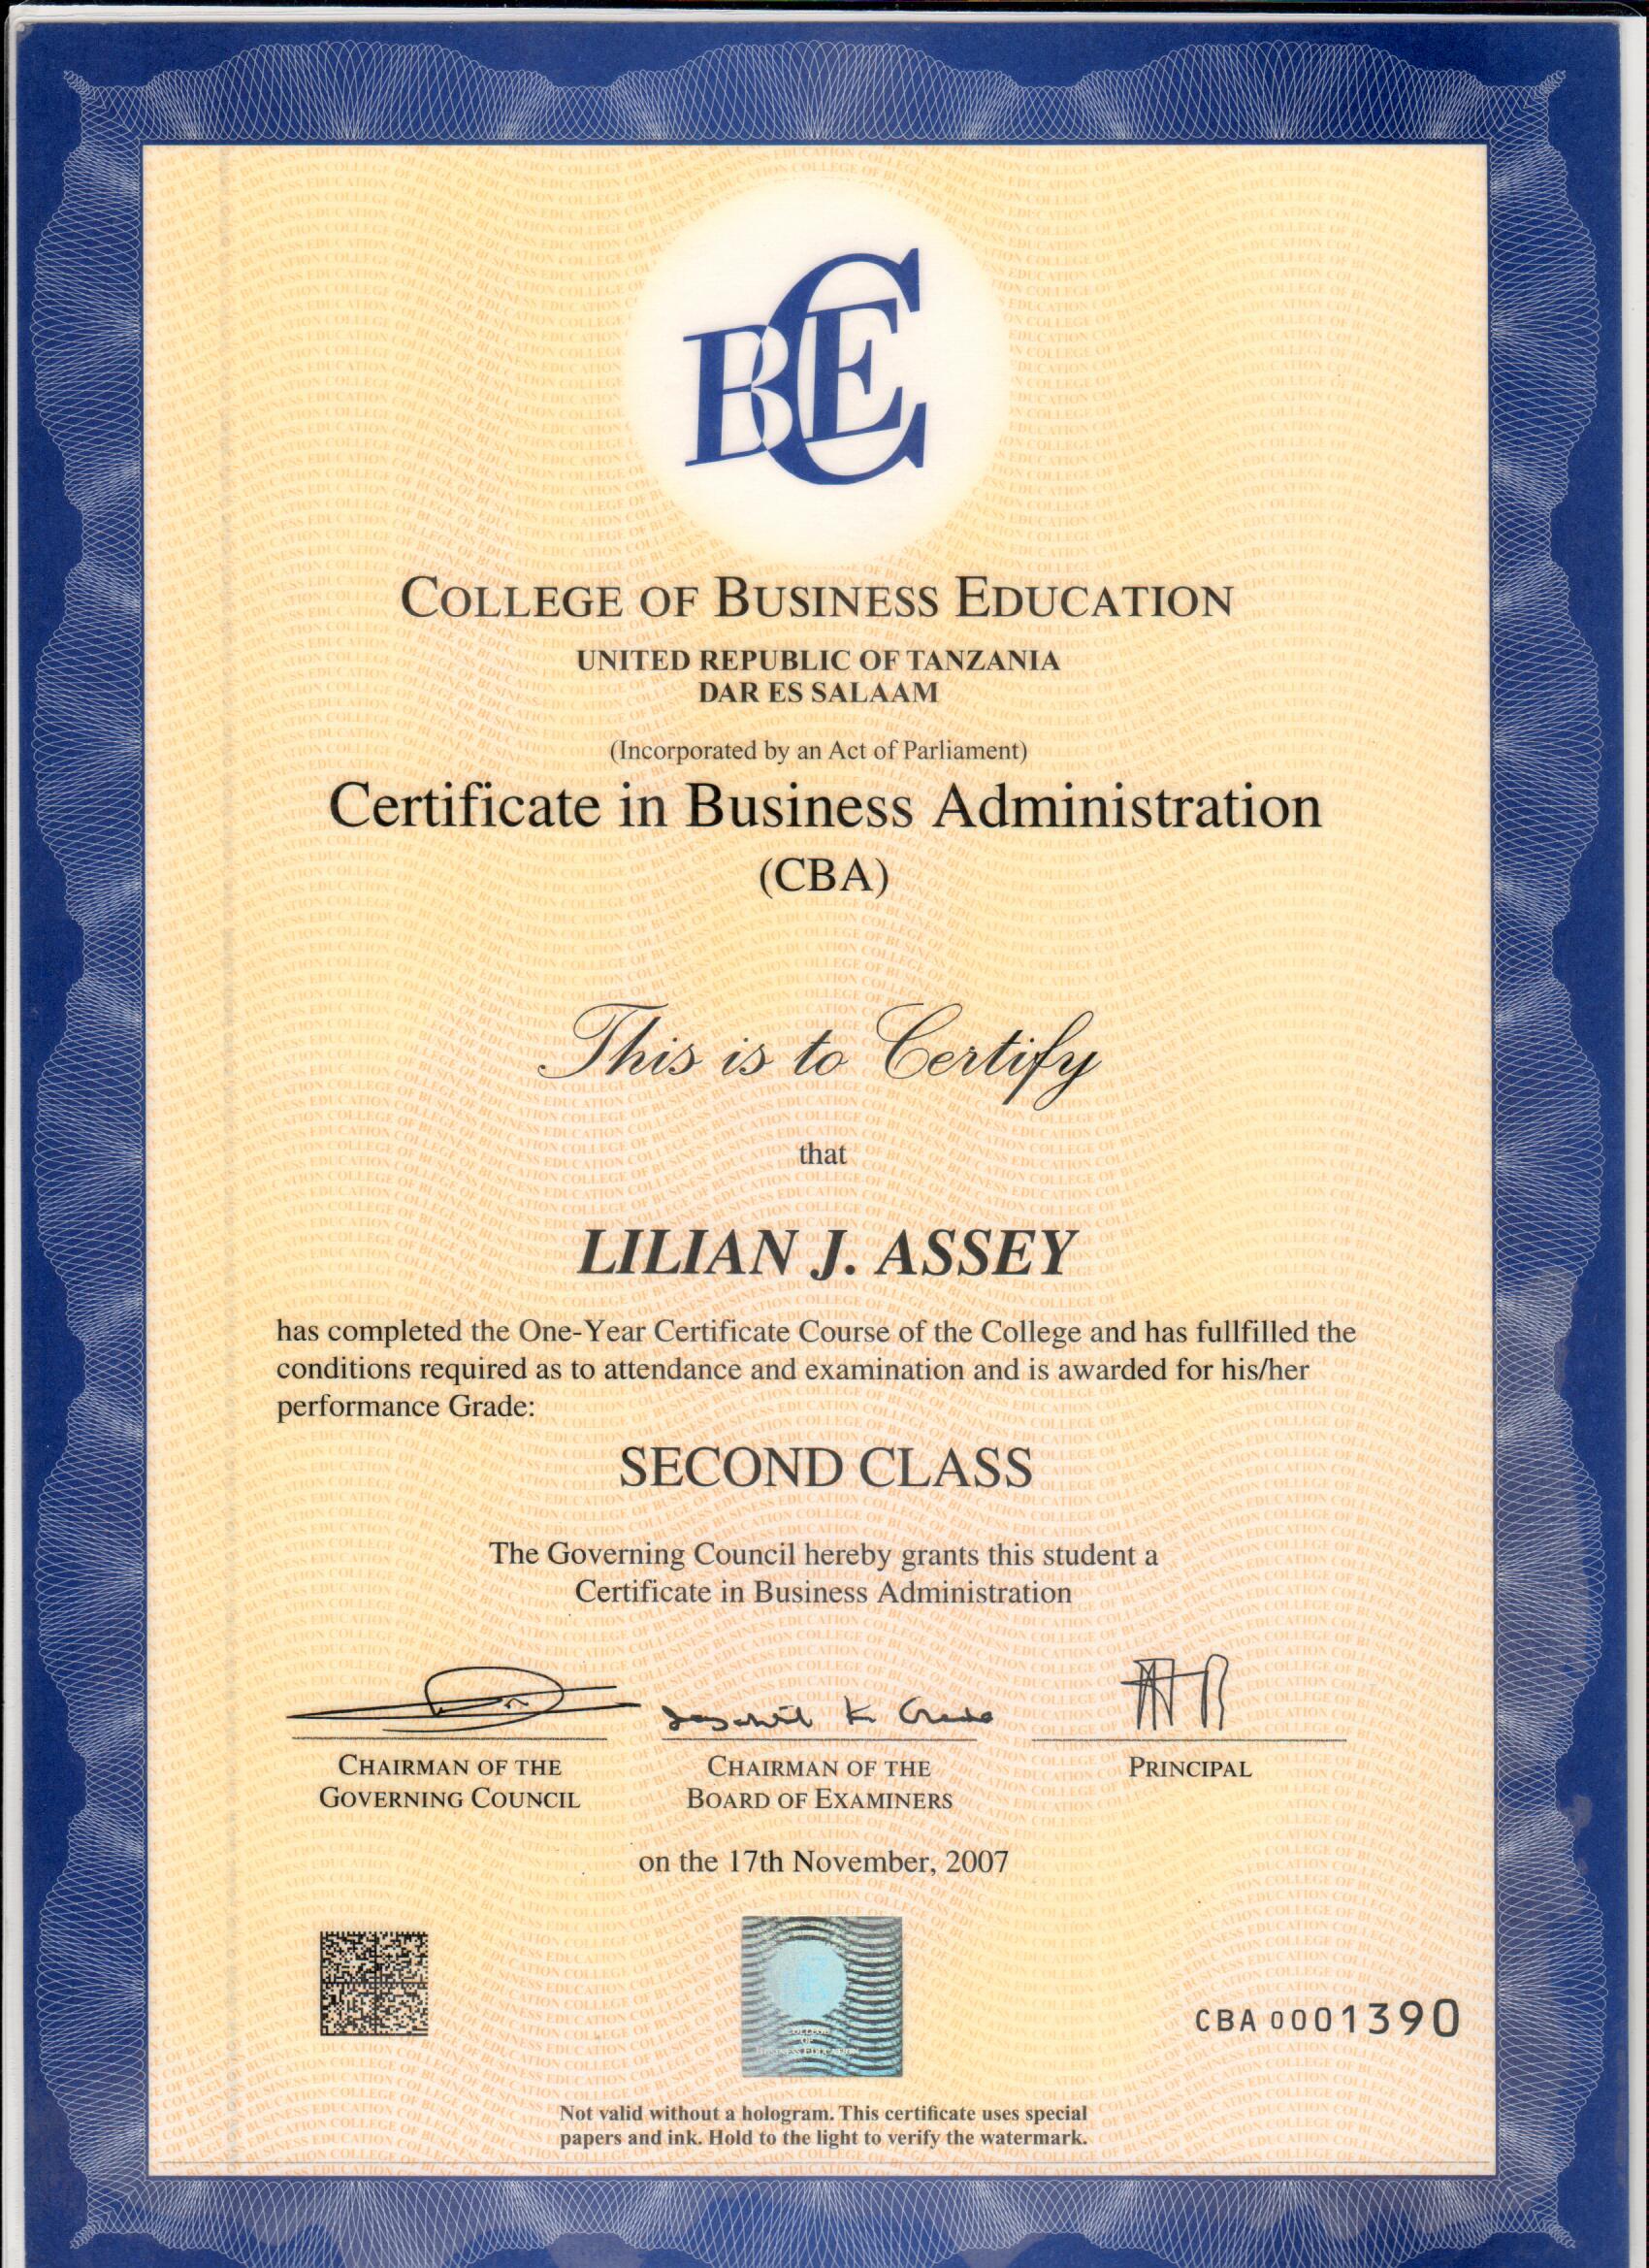 BCE
COLLEGE OF BUSINESS EDUCATION
UNITED REPUBLIC OF TANZANIA
DAR ES SALAAM
(Incorporated by an Act of Parliament)
Certificate in Business Administration
(CBA)
This is to Certify
that
LILIAN J. ASSEY
has completed the One-Year Certificate Course of the College and has fullfilled the
conditions required as to attendance and examination and is awarded for his/her
performance Grade:
SECOND CLASS
The Governing Council hereby grants this student a
Certificate in Business Administration
CHAIRMAN OF THE
GOVERNING COUNCIL
CHAIRMAN OF THE
BOARD OF EXAMINERS
PRINCIPAL
on the 17th November, 2007
COLLEGE
OF
BUSINESS EDUCATION
CBA 0001390
Not valid without a hologram. This certificate uses special
papers and ink. Hold to the light to verify the watermark.